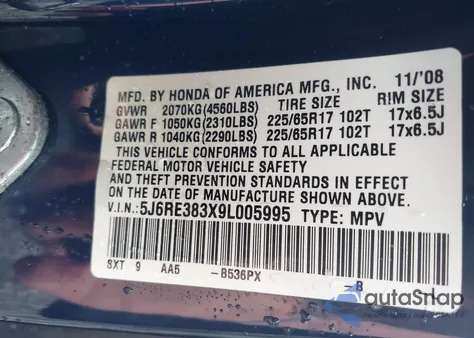 MFD. BY HONDA OF AMERICA MFG., INC. 11/'08
GVWR 2070KG(4560LBS) TIRE SIZE RIM SIZE
GAWR F 1050KG(2310LBS) 225/65R17 102T 17x6.5J
GAWR R 1040KG(2290LBS) 225/65R17 102T 17x6.5J
THIS VEHICLE CONFORMS TO ALL APPLICABLE
FEDERAL MOTOR VEHICLE SAFETY
AND THEFT PREVENTION STANDARDS IN EFFECT
ON THE DATE OF MANUFACTURE SHOWN ABOVE.
V.I.N.: 5J6RE383X9L005995 TYPE: MPV
SXT 9 AA5 -B536PX -B
autaSnap